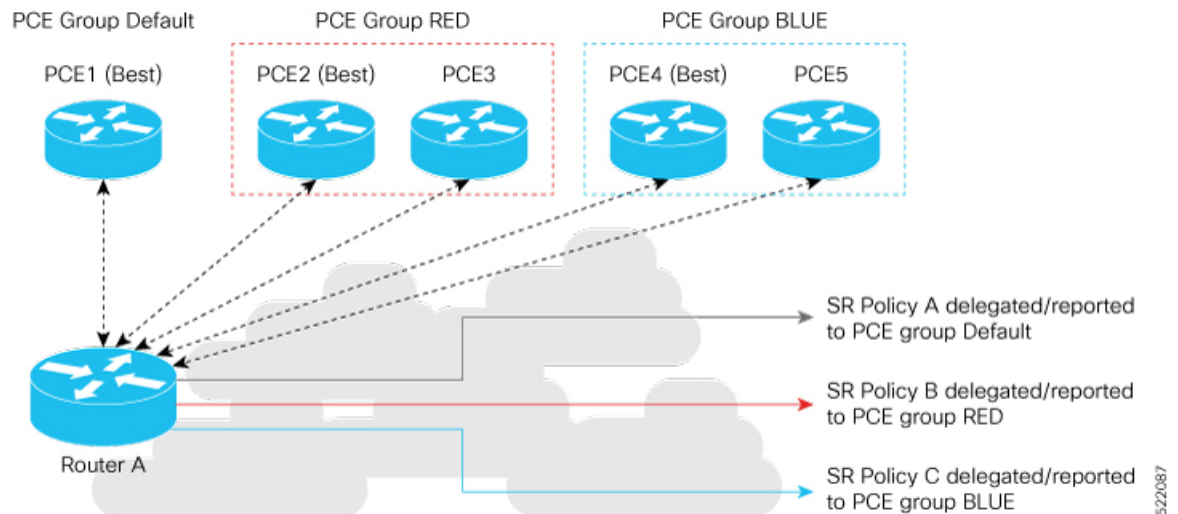 PCE Group Default
PCE Group RED
PCE Group BLUE
PCE1 (Best)
PCE2 (Best)
PCE3
PCE4 (Best)
PCE5
SR Policy A delegated/reported
to PCE group Default
SR Policy B delegated/reported
to PCE group RED
Router A
SR Policy C delegated/reported
to PCE group BLUE
522087